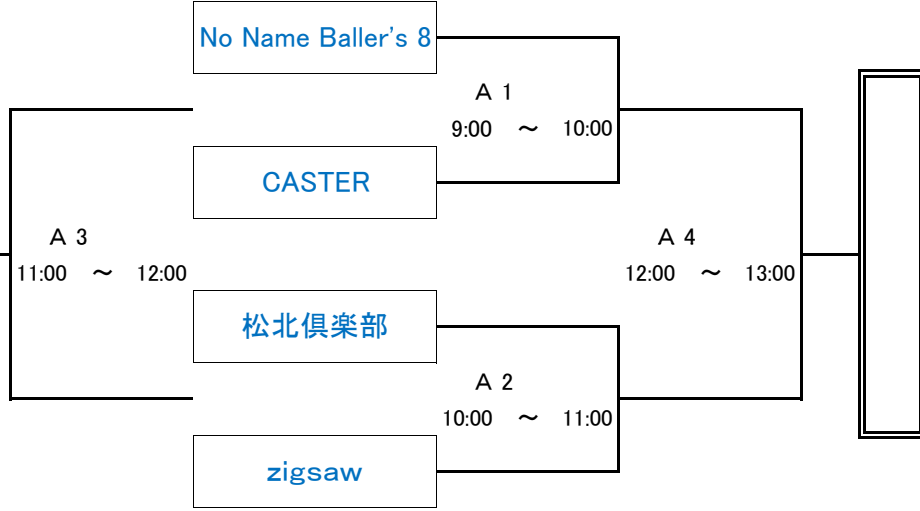 No Name Baller's 8
A 1
9:00 ～ 10:00
CASTER
A 3
11:00 ～ 12:00
A 4
12:00 ～ 13:00
松北倶楽部
A 2
10:00 ～ 11:00
zigsaw